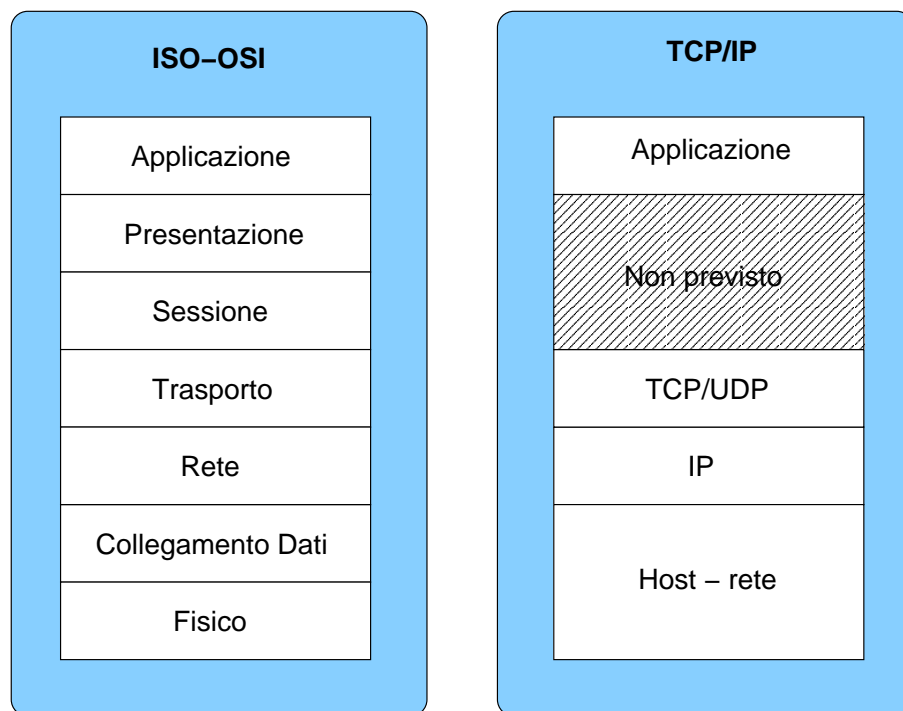 ISO–OSI
Applicazione
Presentazione
Sessione
Trasporto
Rete
Collegamento Dati
Fisico
TCP/IP
Applicazione
Non previsto
TCP/UDP
IP
Host – rete